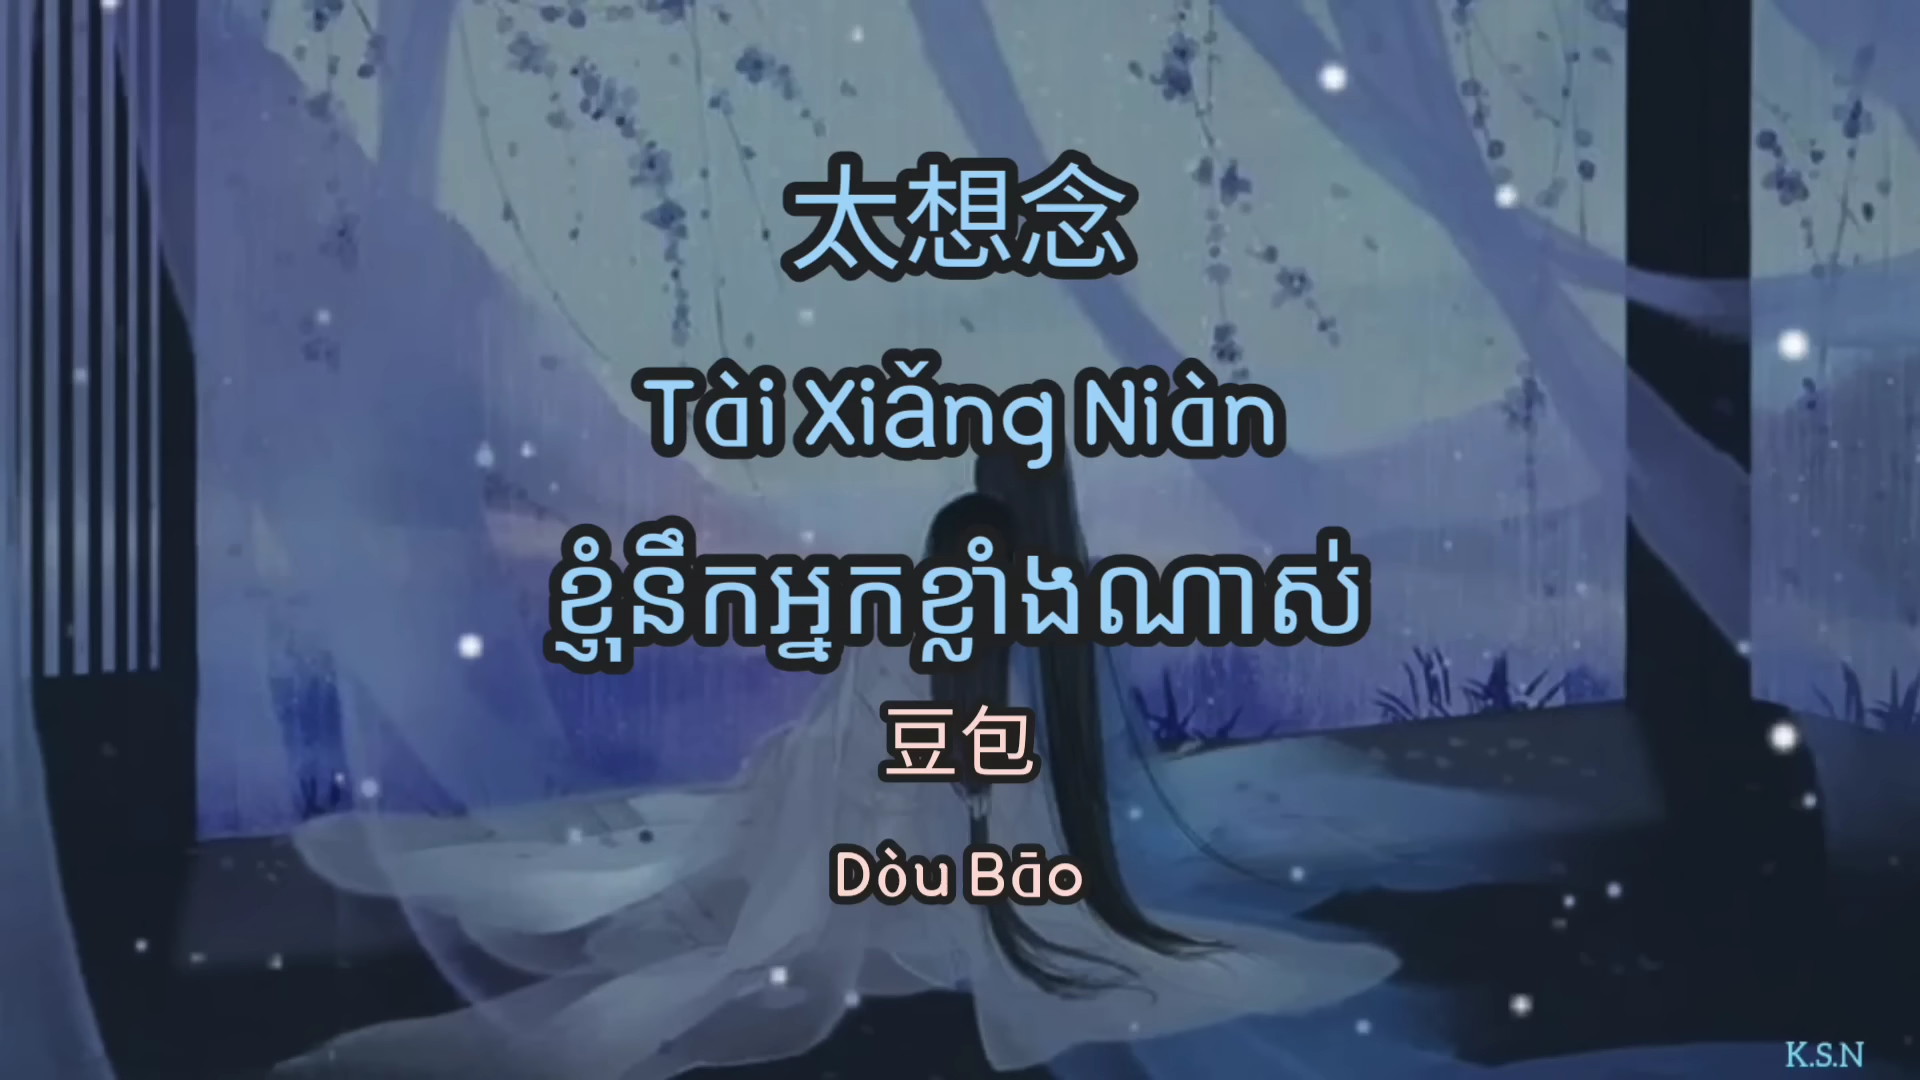 太想念
Tài Xiǎng Niàn
ខ្ញុំនឹកអ្នកខ្លាំងណាស់
豆包
Dòu Bāo
K.S.N